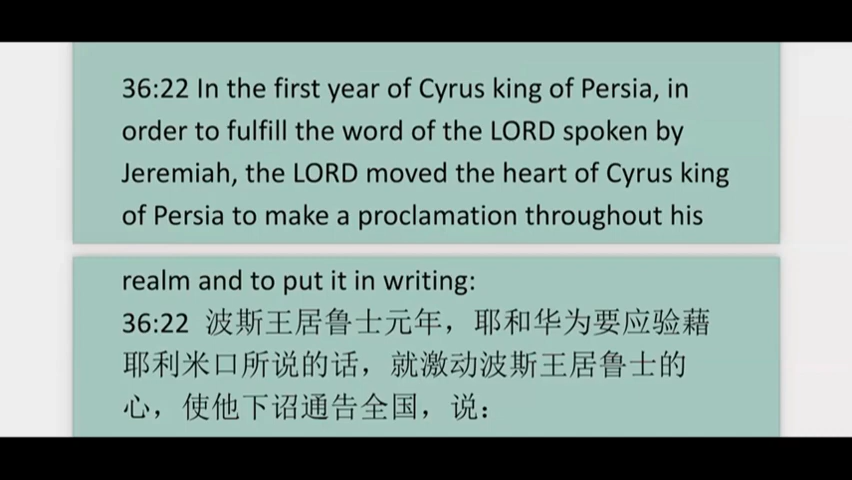 36:22 In the first year of Cyrus king of Persia, in
order to fulfill the word of the LORD spoken by
Jeremiah, the LORD moved the heart of Cyrus king
of Persia to make a proclamation throughout his
realm and to put it in writing:
36:22 波斯王居鲁士元年，耶和华为要应验藉
耶利米口所说的话，就激动波斯王居鲁士的
心，使他下诏通告全国，说：